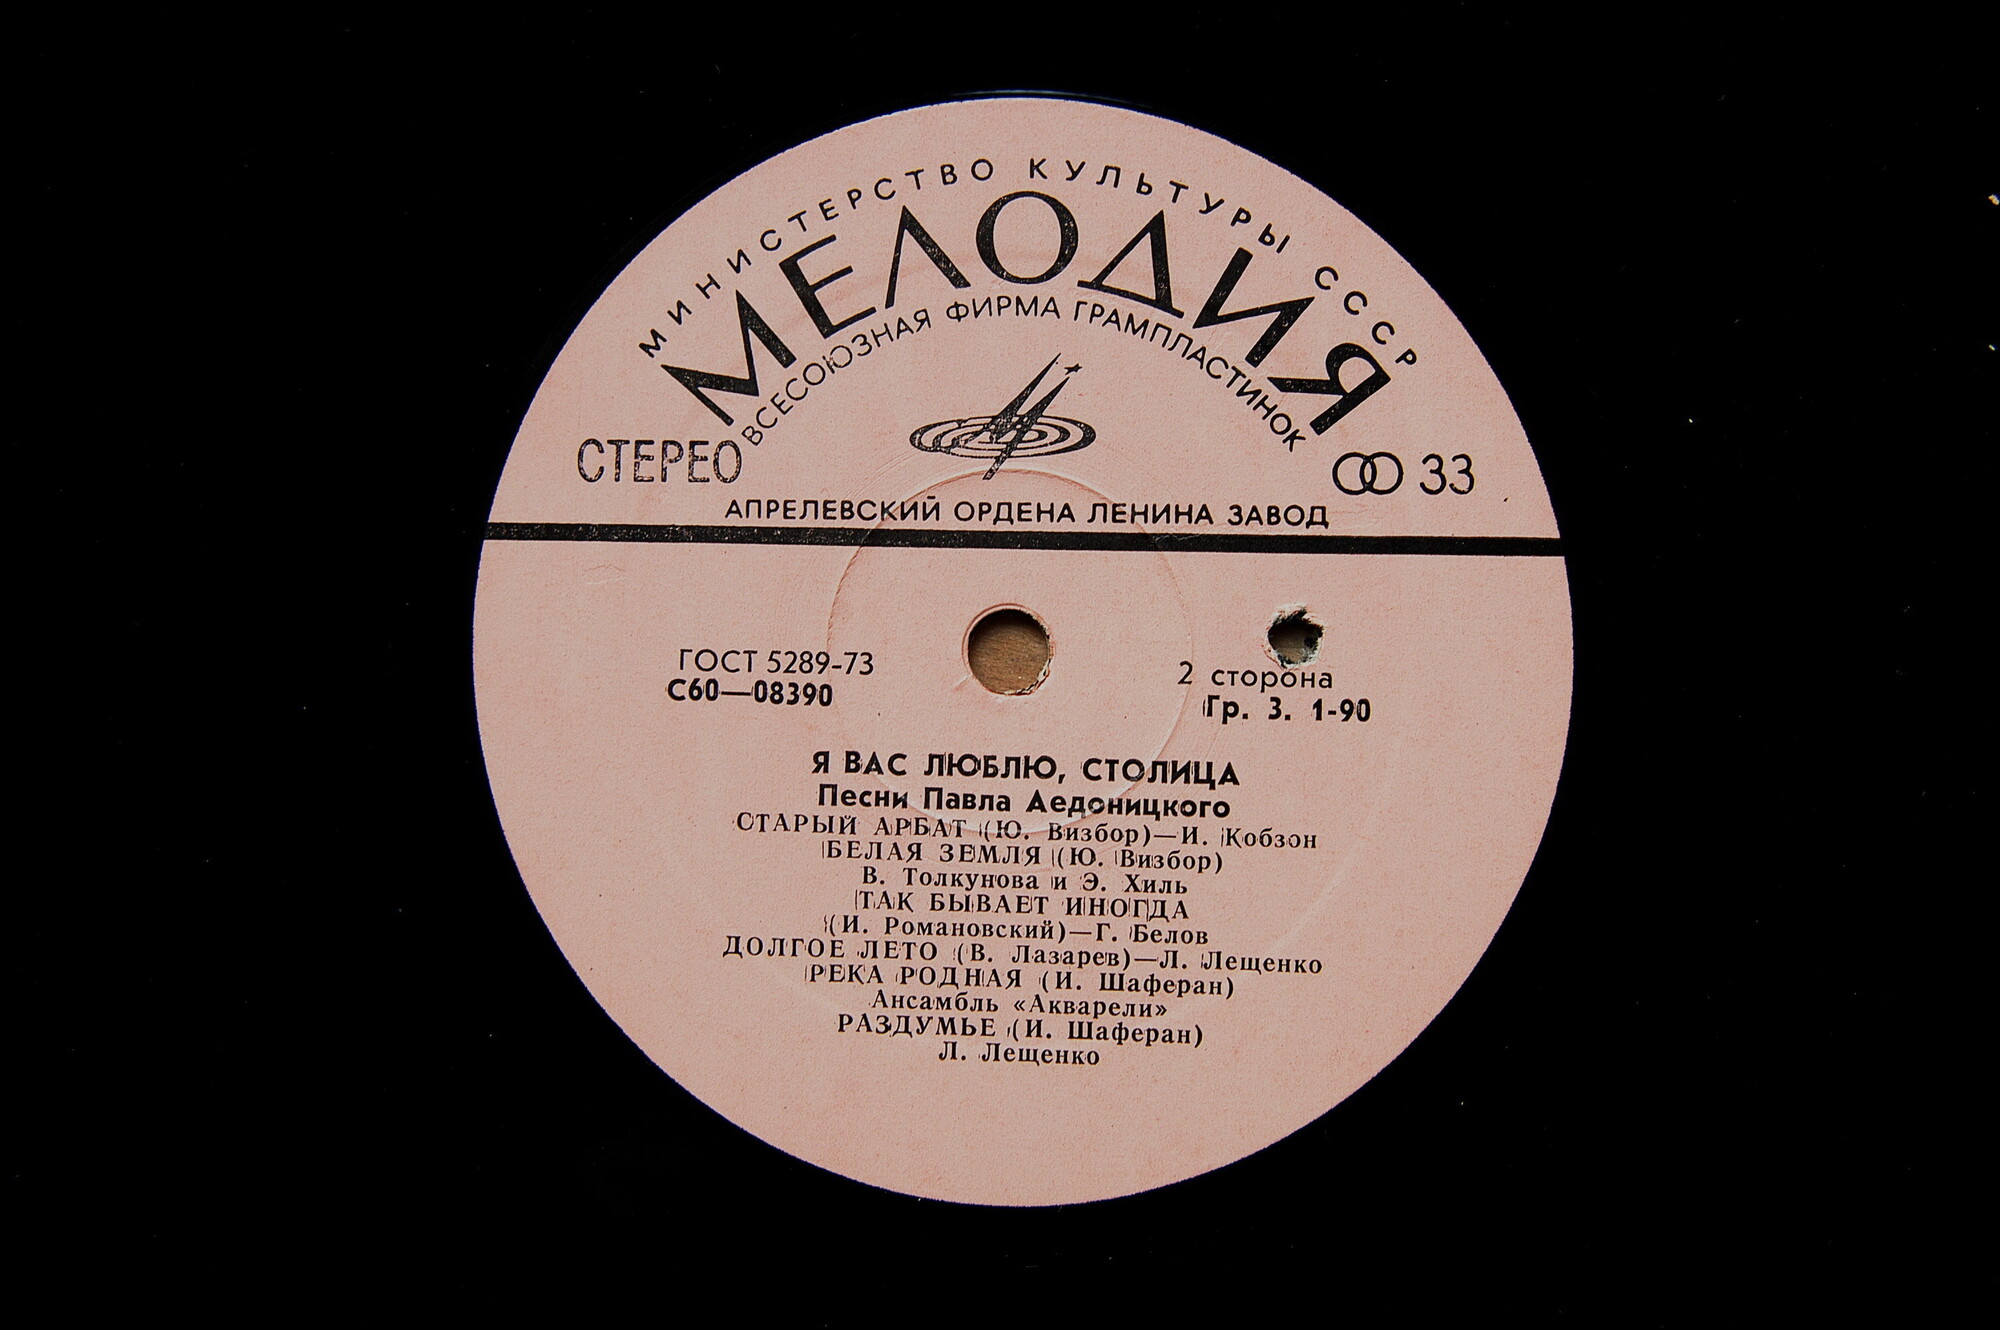 МИНИСТЕРСТВО КУЛЬТУРЫ СССР
МЕЛОДИЯ
ВСЕСОЮЗНАЯ ФИРМА ГРАМПЛАСТИНОК
СТЕРЕО
33
АПРЕЛЕВСКИЙ ОРДЕНА ЛЕНИНА ЗАВОД
ГОСТ 5289-73
С60—08390
2 сторона
Гр. 3. 1-90
Я ВАС ЛЮБЛЮ, СТОЛИЦА
Песни Павла Аедоницкого
СТАРЫЙ АРБАТ (Ю. Визбор)—И. Кобзон
БЕЛАЯ ЗЕМЛЯ (Ю. Визбор)
В. Толкунова и Э. Хиль
ТАК БЫВАЕТ ИНОГДА
(И. Романовский)—Г. Белов
ДОЛГОЕ ЛЕТО (В. Лазарев)—Л. Лещенко
РЕКА РОДНАЯ (И. Шаферан)
Ансамбль «Акварели»
РАЗДУМЬЕ (И. Шаферан)
Л. Лещенко